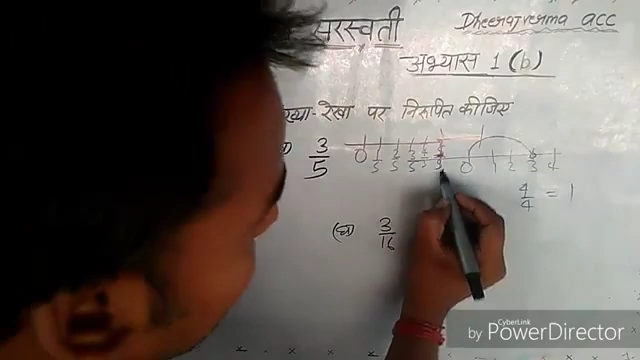 सरस्वती
Dheerajverma acc
अभ्यास 1 (b)
ख्या-रेखा पर निरूपित कीजिस
3/5
0 1/5 2/5 3/5 4/5
0 1 2 3 4
4/4 = 1
(घ) 3/16
CyberLink
by PowerDirector